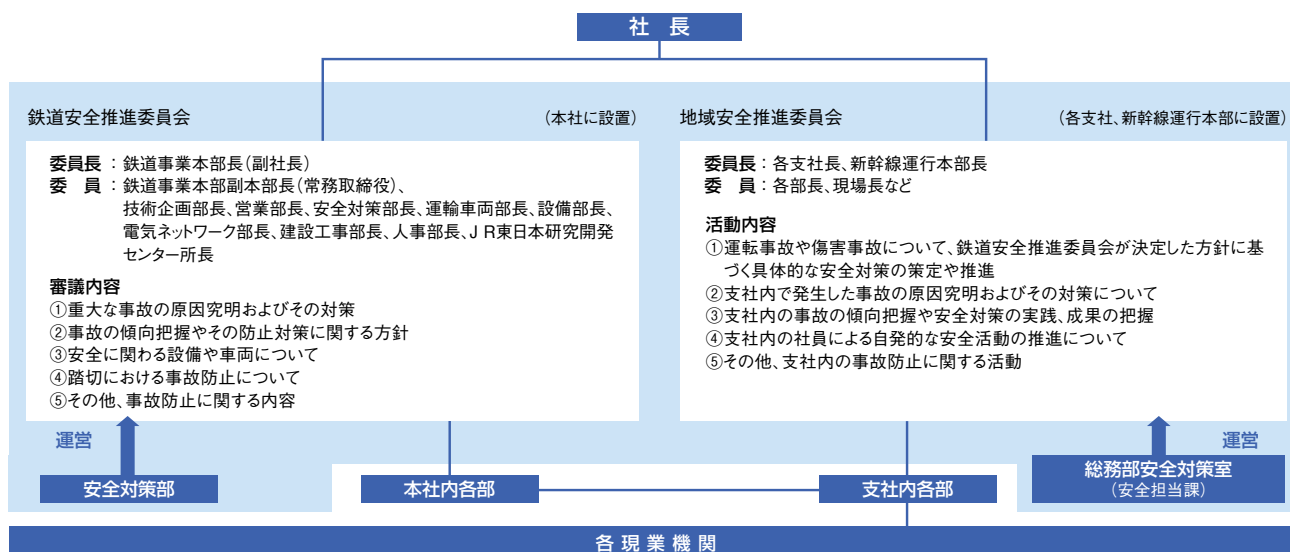 社 長
鉄道安全推進委員会 (本社に設置)
委員長：鉄道事業本部長(副社長)
委 員：鉄道事業本部副本部長(常務取締役)、
技術企画部長、営業部長、安全対策部長、運輸車両部長、設備部長、
電気ネットワーク部長、建設工事部長、人事部長、JR東日本研究開発
センター所長
審議内容
①重大な事故の原因究明およびその対策
②事故の傾向把握やその防止対策に関する方針
③安全に関わる設備や車両について
④踏切における事故防止について
⑤その他、事故防止に関する内容
運営
安全対策部
本社内各部
地域安全推進委員会 (各支社、新幹線運行本部に設置)
委員長：各支社長、新幹線運行本部長
委 員：各部長、現場長など
活動内容
①運転事故や傷害事故について、鉄道安全推進委員会が決定した方針に基
づく具体的な安全対策の策定や推進
②支社内で発生した事故の原因究明およびその対策について
③支社内の事故の傾向把握や安全対策の実践、成果の把握
④支社内の社員による自発的な安全活動の推進について
⑤その他、支社内の事故防止に関する活動
運営
支社内各部
総務部安全対策室
(安全担当課)
各現業機関